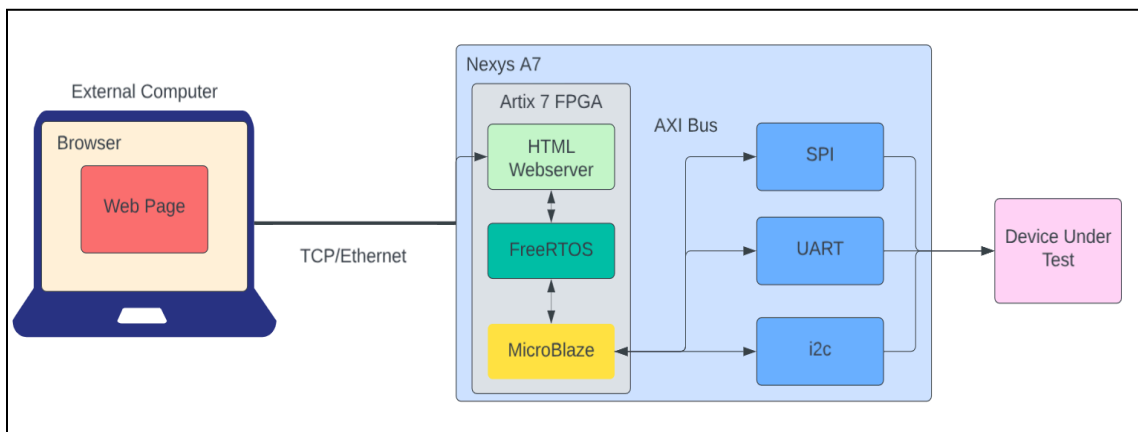 External Computer
Browser
Web Page
TCP/Ethernet
Nexys A7
Artix 7 FPGA
HTML
Webserver
FreeRTOS
MicroBlaze
AXI Bus
SPI
UART
i2c
Device Under
Test